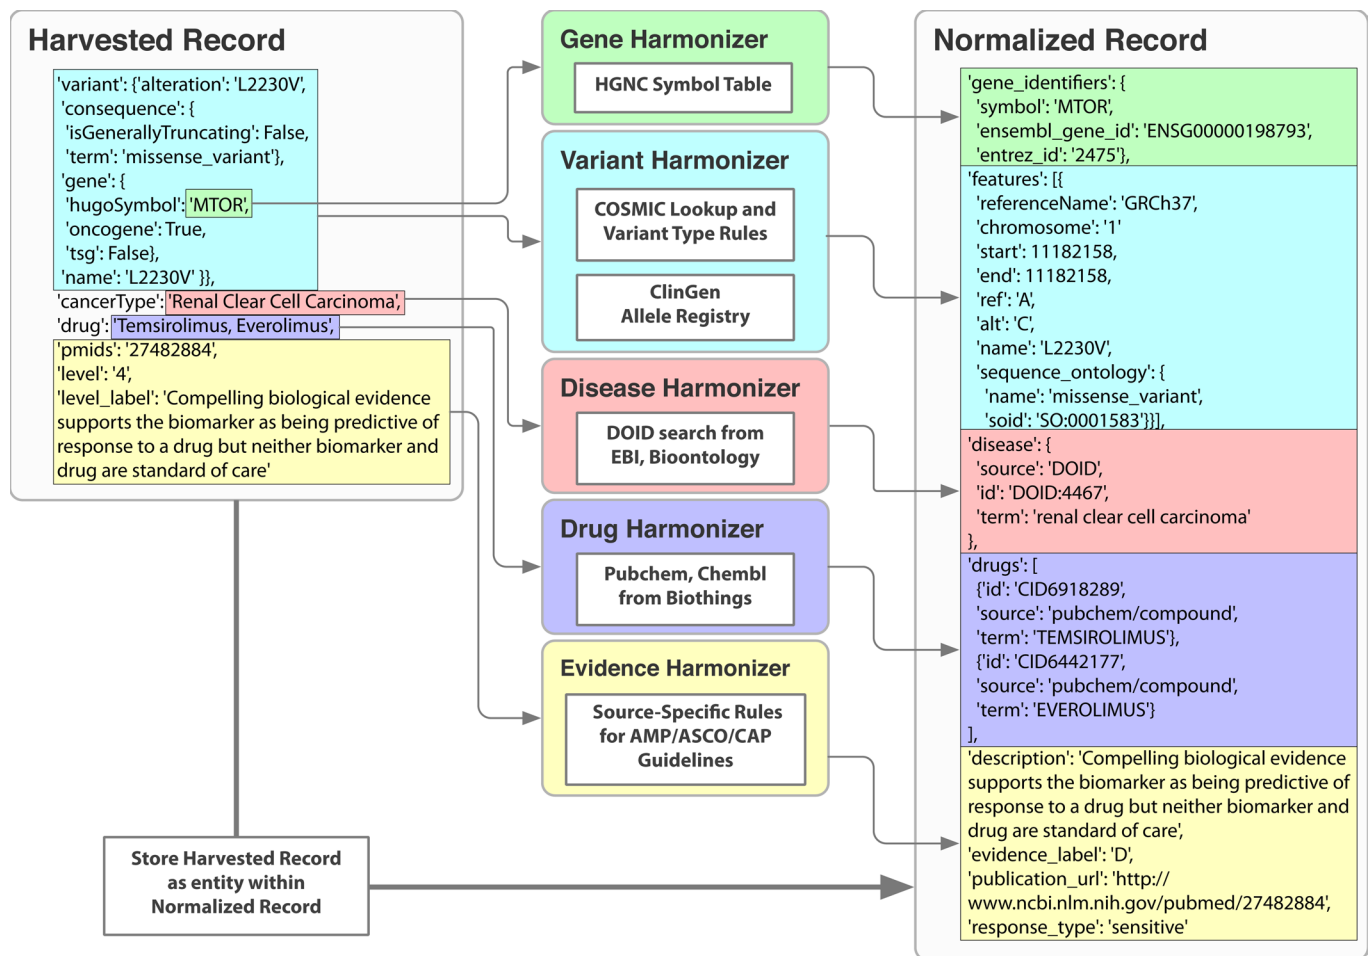 Harvested Record
'variant': {'alteration': 'L2230V',
'consequence': {
'isGenerallyTruncating': False,
'term': 'missense_variant'},
'gene': {
'hugoSymbol': 'MTOR',
'oncogene': True,
'tsg': False},
'name': 'L2230V' }},
'cancerType': 'Renal Clear Cell Carcinoma',
'drug': 'Temsirolimus, Everolimus',
'pmids': '27482884',
'level': '4',
'level_label': 'Compelling biological evidence
supports the biomarker as being predictive of
response to a drug but neither biomarker and
drug are standard of care'
Store Harvested Record
as entity within
Normalized Record
Gene Harmonizer
HGNC Symbol Table
Variant Harmonizer
COSMIC Lookup and
Variant Type Rules
ClinGen
Allele Registry
Disease Harmonizer
DOID search from
EBI, Bioontology
Drug Harmonizer
Pubchem, Chembl
from Biothings
Evidence Harmonizer
Source-Specific Rules
for AMP/ASCO/CAP
Guidelines
Normalized Record
'gene_identifiers': {
'symbol': 'MTOR',
'ensembl_gene_id': 'ENSG00000198793',
'entrez_id': '2475'},
'features': [{
'referenceName': 'GRCh37',
'chromosome': '1'
'start': 11182158,
'end': 11182158,
'ref': 'A',
'alt': 'C',
'name': 'L2230V',
'sequence_ontology': {
'name': 'missense_variant',
'soid': 'SO:0001583'}}],
'disease': {
'source': 'DOID',
'id': 'DOID:4467',
'term': 'renal clear cell carcinoma'
},
'drugs': [
{'id': 'CID6918289',
'source': 'pubchem/compound',
'term': 'TEMSIROLIMUS'},
{'id': 'CID6442177',
'source': 'pubchem/compound',
'term': 'EVEROLIMUS'}
],
'description': 'Compelling biological evidence
supports the biomarker as being predictive of
response to a drug but neither biomarker and
drug are standard of care',
'evidence_label': 'D',
'publication_url': 'http://
www.ncbi.nlm.nih.gov/pubmed/27482884',
'response_type': 'sensitive'